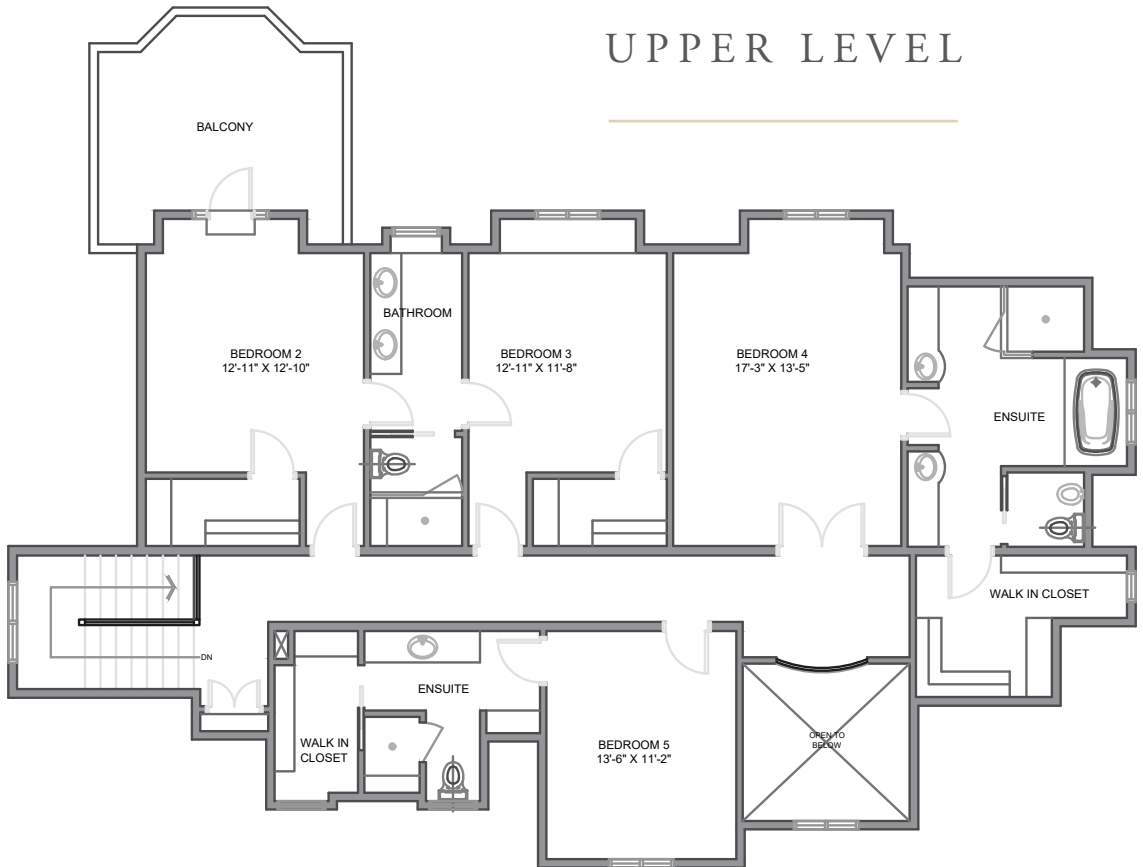 UPPER LEVEL
BALCONY
BATHROOM
BEDROOM 2
12'-11" X 12'-10"
BEDROOM 3
12'-11" X 11'-8"
BEDROOM 4
17'-3" X 13'-5"
ENSUITE
WALK IN CLOSET
DN
ENSUITE
WALK IN
CLOSET
BEDROOM 5
13'-6" X 11'-2"
OPEN TO
BELOW